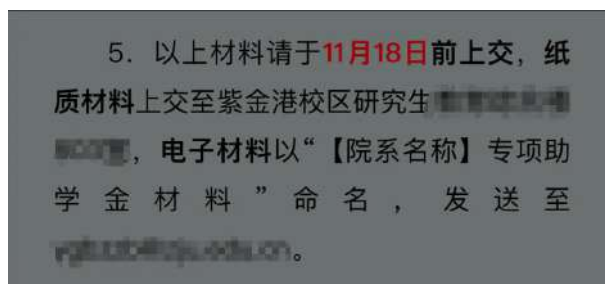 5. 以上材料请于11月18日前上交，纸
质材料上交至紫金港校区研究生
，电子材料以“【院系名称】专项助
学金材料”命名，发送至
。